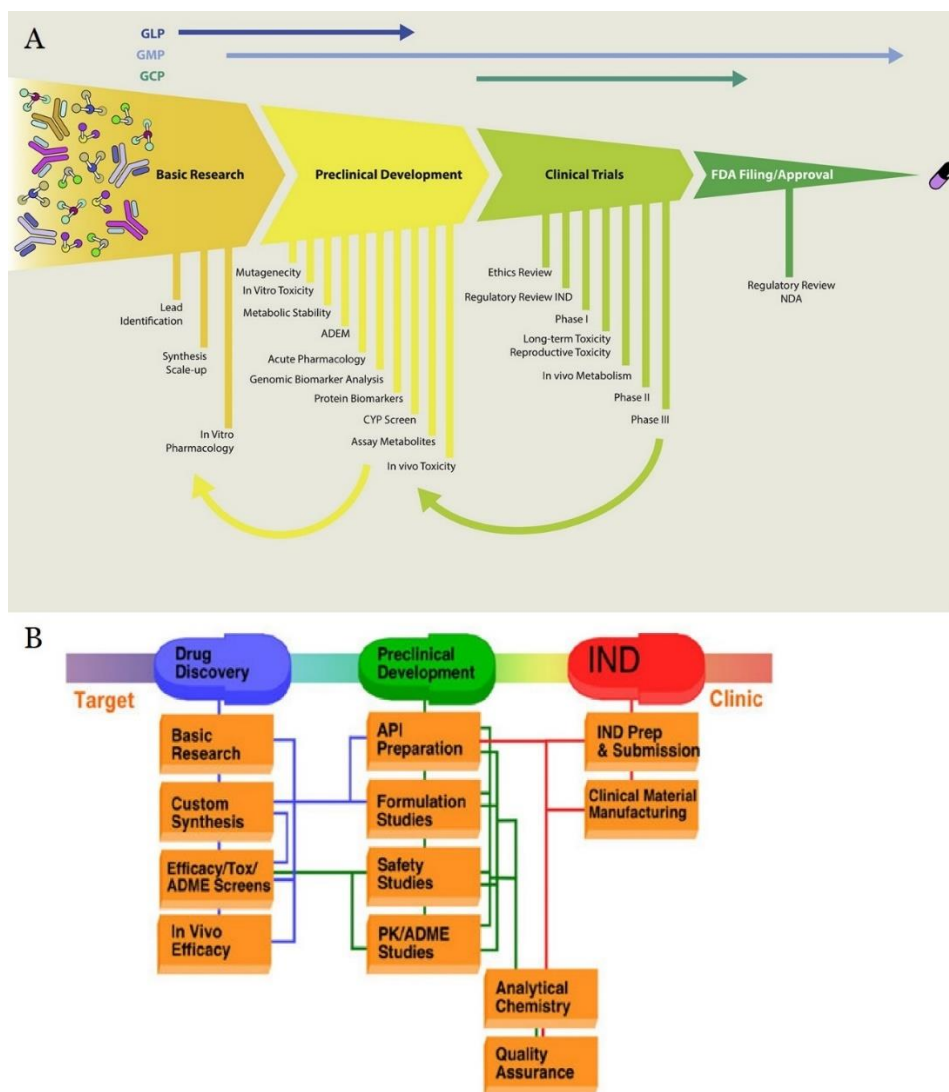 A
GLP
GMP
GCP
Basic Research
Preclinical Development
Clinical Trials
FDA Filing/Approval
Lead
Identification
Synthesis
Scale-up
In Vitro
Pharmacology
Mutagenecity
In Vitro Toxicity
Metabolic Stability
ADEM
Acute Pharmacology
Genomic Biomarker Analysis
Protein Biomarkers
CYP Screen
Assay Metabolites
In vivo Toxicity
Ethics Review
Regulatory Review IND
Phase I
Long-term Toxicity
Reproductive Toxicity
In vivo Metabolism
Phase II
Phase III
Regulatory Review
NDA
B
Target
Drug
Discovery
Preclinical
Development
IND
Clinic
Basic
Research
Custom
Synthesis
Efficacy/Tox/
ADME Screens
In Vivo
Efficacy
API
Preparation
Formulation
Studies
Safety
Studies
PK/ADME
Studies
IND Prep
& Submission
Clinical Material
Manufacturing
Analytical
Chemistry
Quality
Assurance